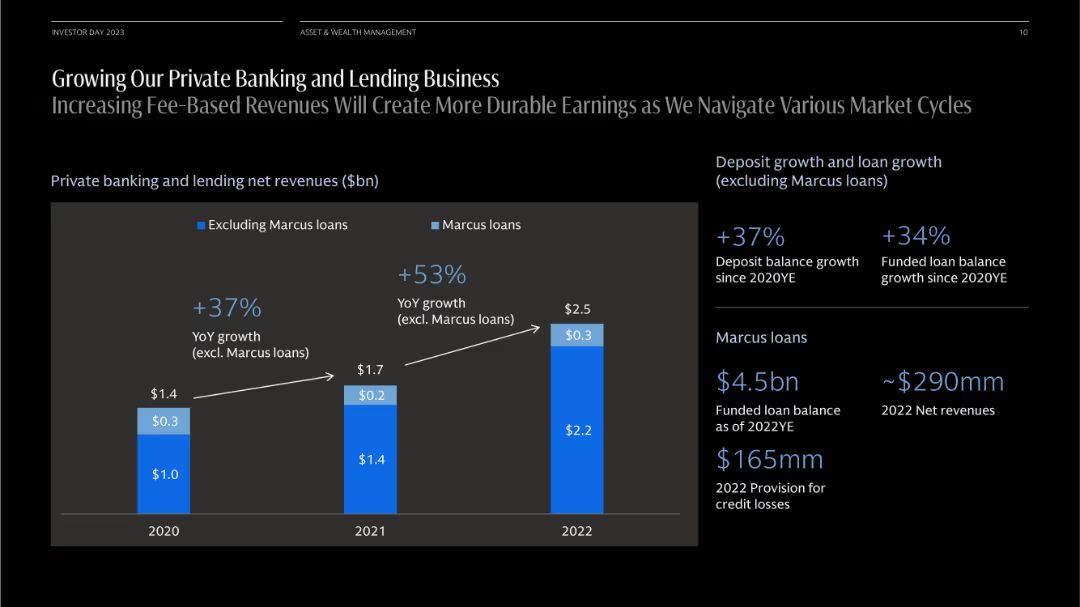 INVESTOR DAY 2023
ASSET & WEALTH MANAGEMENT
10
Growing Our Private Banking and Lending Business
Increasing Fee-Based Revenues Will Create More Durable Earnings as We Navigate Various Market Cycles
Private banking and lending net revenues ($bn)
Excluding Marcus loans
Marcus loans
+37%
YoY growth
(excl. Marcus loans)
+53%
YoY growth
(excl. Marcus loans)
$1.4
$0.3
$1.0
2020
$1.7
$0.2
$1.4
2021
$2.5
$0.3
$2.2
2022
Deposit growth and loan growth
(excluding Marcus loans)
+37%
Deposit balance growth
since 2020YE
+34%
Funded loan balance
growth since 2020YE
Marcus loans
$4.5bn
Funded loan balance
as of 2022YE
~$290mm
2022 Net revenues
$165mm
2022 Provision for
credit losses